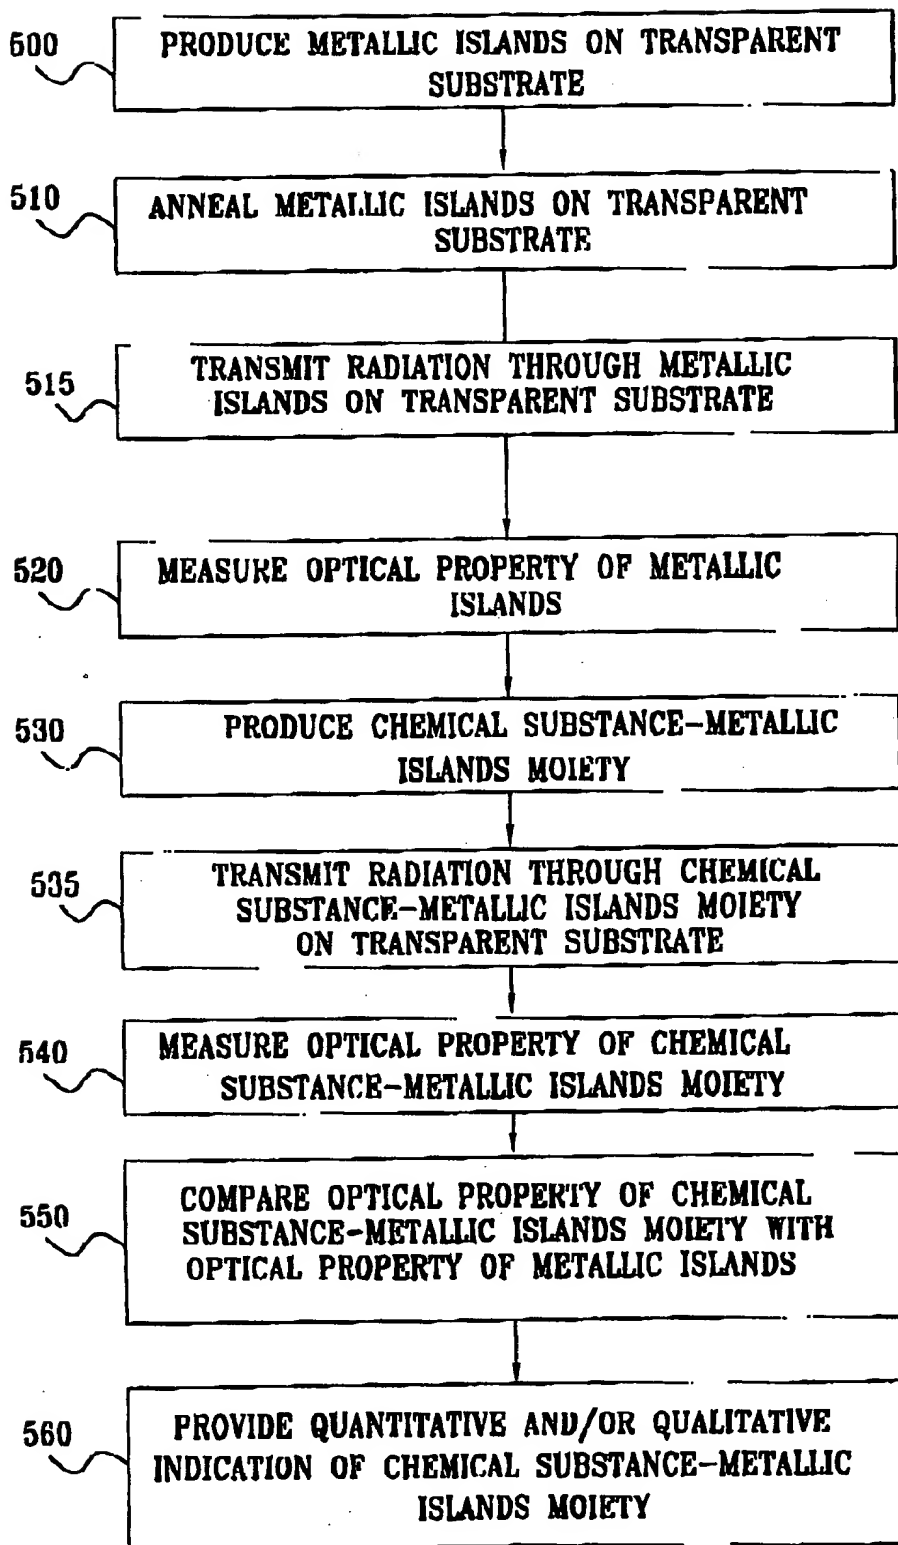 500
PRODUCE METALLIC ISLANDS ON TRANSPARENT
SUBSTRATE
510
ANNEAL METALLIC ISLANDS ON TRANSPARENT
SUBSTRATE
515
TRANSMIT RADIATION THROUGH METALLIC
ISLANDS ON TRANSPARENT SUBSTRATE
520
MEASURE OPTICAL PROPERTY OF METALLIC
ISLANDS
530
PRODUCE CHEMICAL SUBSTANCE-METALLIC
ISLANDS MOIETY
535
TRANSMIT RADIATION THROUGH CHEMICAL
SUBSTANCE-METALLIC ISLANDS MOIETY
ON TRANSPARENT SUBSTRATE
540
MEASURE OPTICAL PROPERTY OF CHEMICAL
SUBSTANCE-METALLIC ISLANDS MOIETY
550
COMPARE OPTICAL PROPERTY OF CHEMICAL
SUBSTANCE-METALLIC ISLANDS MOIETY WITH
OPTICAL PROPERTY OF METALLIC ISLANDS
560
PROVIDE QUANTITATIVE AND/OR QUALITATIVE
INDICATION OF CHEMICAL SUBSTANCE-METALLIC
ISLANDS MOIETY